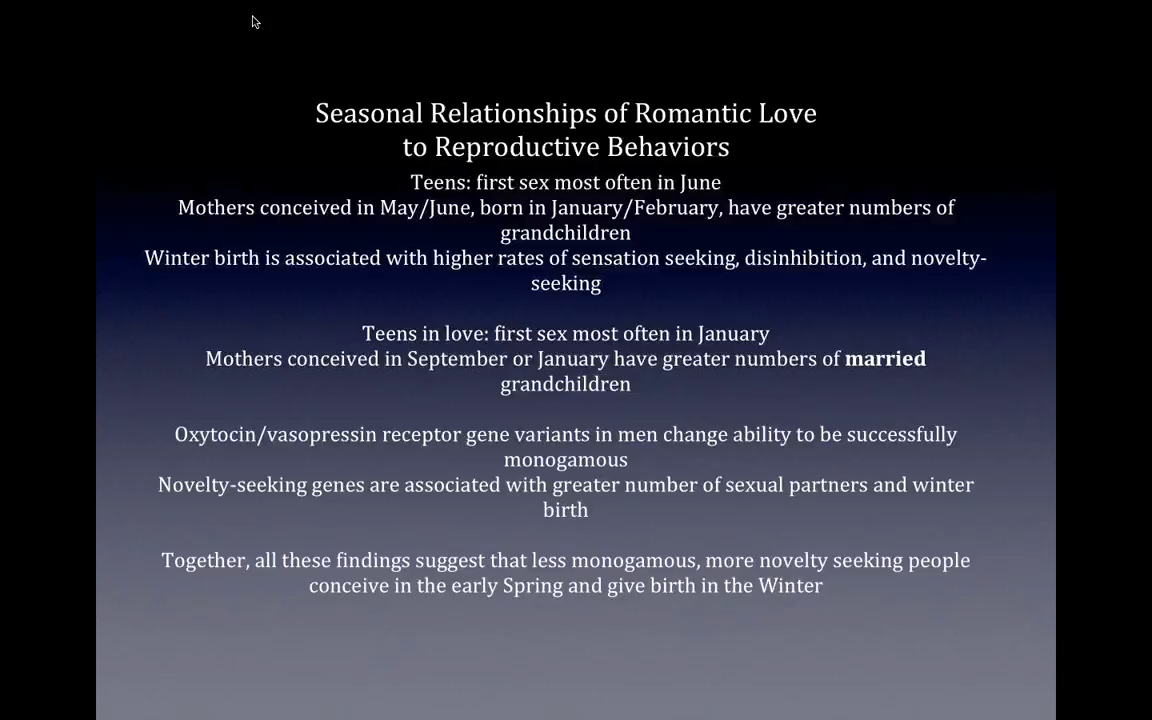 Seasonal Relationships of Romantic Love
to Reproductive Behaviors
Teens: first sex most often in June
Mothers conceived in May/June, born in January/February, have greater numbers of
grandchildren
Winter birth is associated with higher rates of sensation seeking, disinhibition, and novelty-
seeking
Teens in love: first sex most often in January
Mothers conceived in September or January have greater numbers of married
grandchildren
Oxytocin/vasopressin receptor gene variants in men change ability to be successfully
monogamous
Novelty-seeking genes are associated with greater number of sexual partners and winter
birth
Together, all these findings suggest that less monogamous, more novelty seeking people
conceive in the early Spring and give birth in the Winter